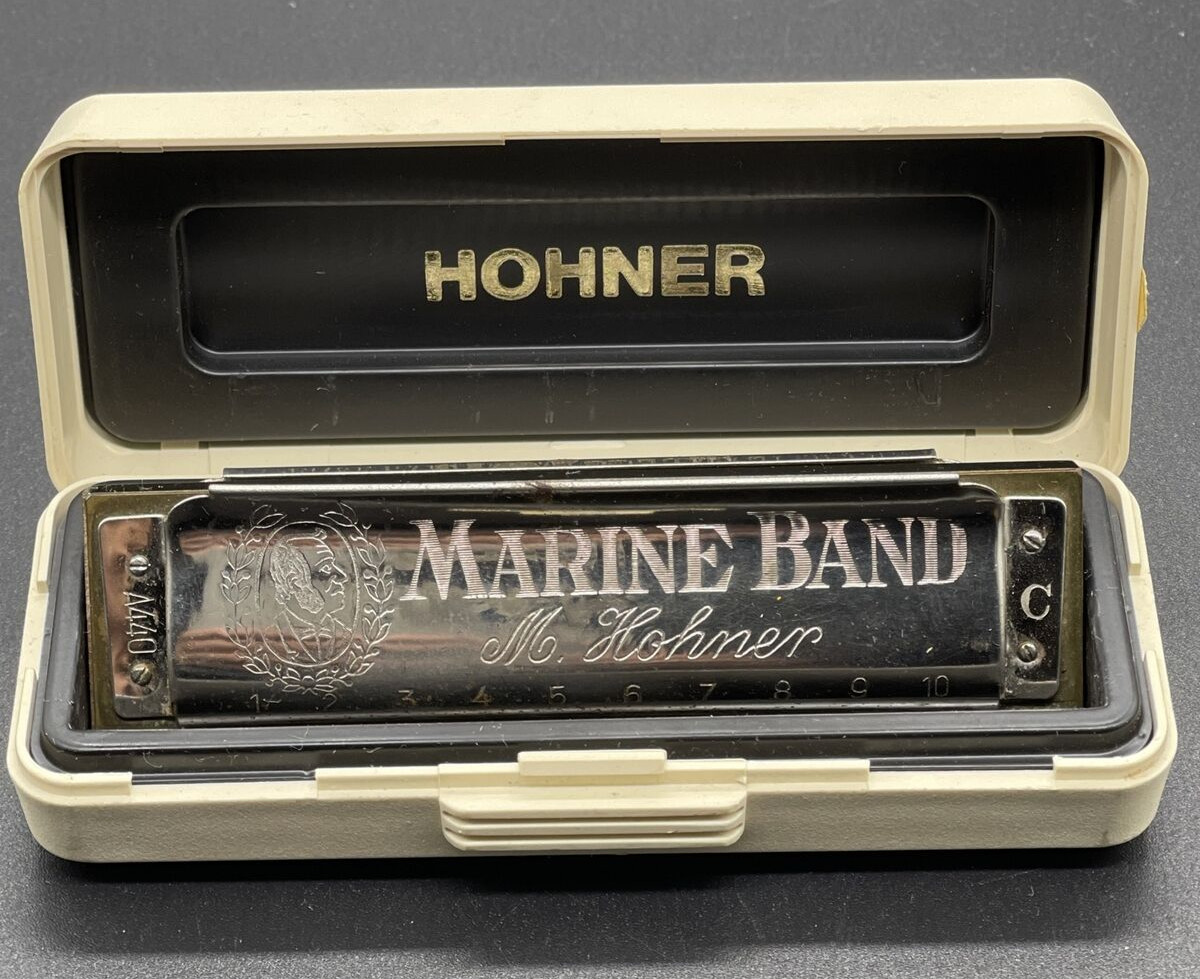 HOHNER
MARINE BAND
M. Hohner
A440
C
1 2 3 4 5 6 7 8 9 10